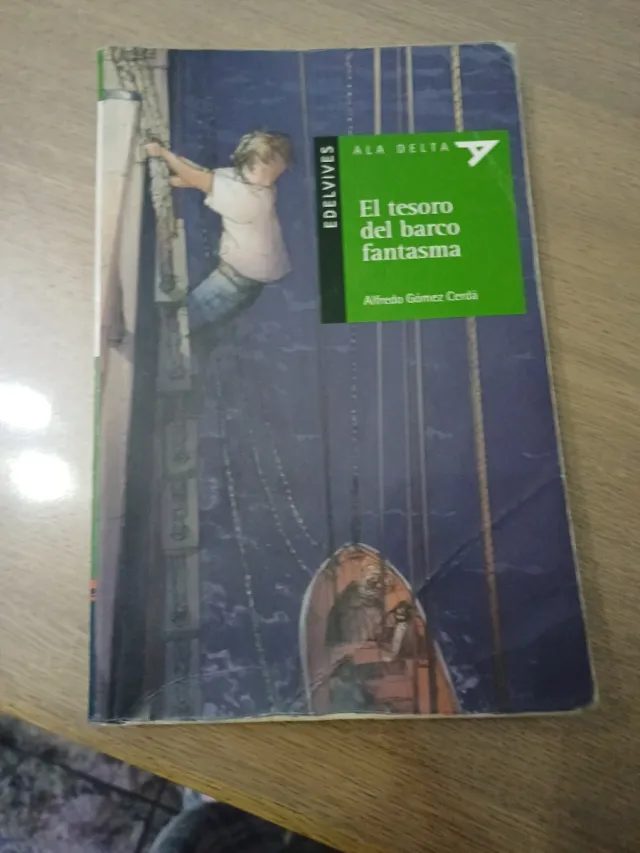 EDELVIVES
ALA DELTA
El tesoro
del barco
fantasma
Alfredo Gómez Cerdá